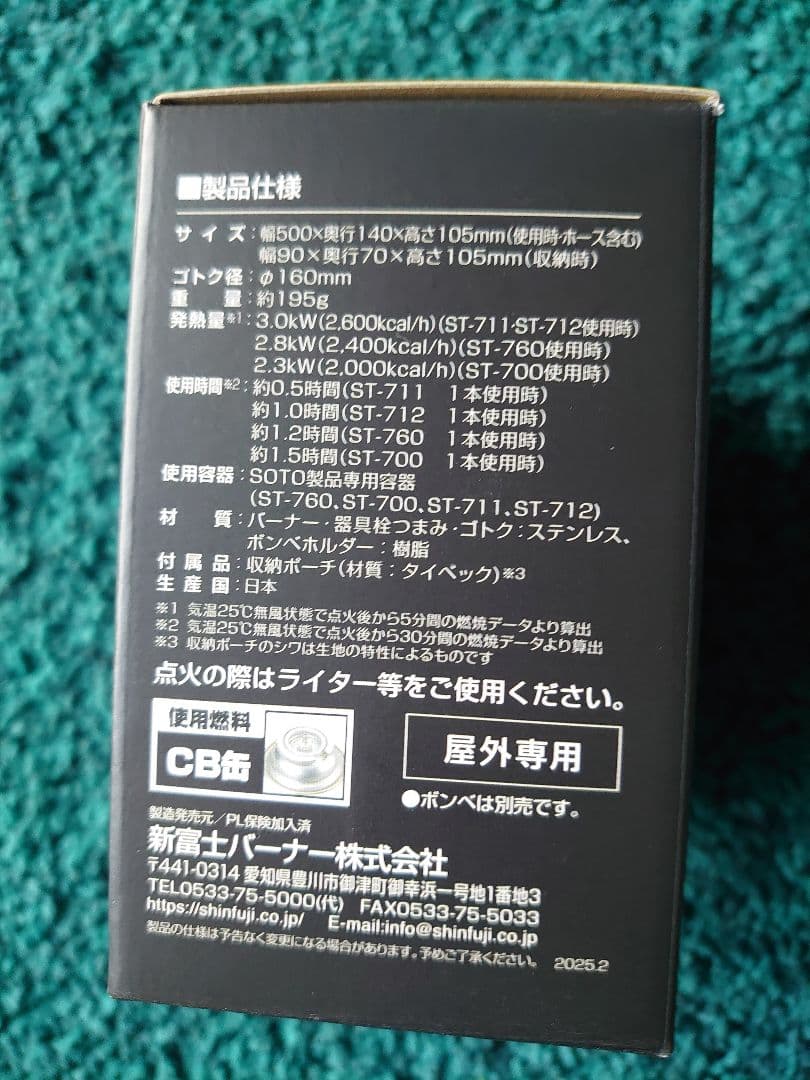 ■製品仕様
サイズ：幅500×奥行140×高さ105mm(使用時・ホース含む)
幅90×奥行70×高さ105mm(収納時)
ゴトク径：φ160mm
重量：約195g
発熱量※1：3.0kW(2,600kcal/h)(ST-711・ST-712使用時)
2.8kW(2,400kcal/h)(ST-760使用時)
2.3kW(2,000kcal/h)(ST-700使用時)
使用時間※2：約0.5時間(ST-711 1本使用時)
約1.0時間(ST-712 1本使用時)
約1.2時間(ST-760 1本使用時)
約1.5時間(ST-700 1本使用時)
使用容器：SOTO製品専用容器
(ST-760、ST-700、ST-711、ST-712)
材質：バーナー・器具栓つまみ・ゴトク：ステンレス、
ボンベホルダー：樹脂
付属品：収納ポーチ(材質：タイベック)※3
生産国：日本
※1 気温25℃無風状態で点火後から5分間の燃焼データより算出
※2 気温25℃無風状態で点火後から30分間の燃焼データより算出
※3 収納ポーチのシワは生地の特性によるものです
点火の際はライター等をご使用ください。
使用燃料
CB缶
屋外専用
●ボンベは別売です。
製造発売元／PL保険加入済
新富士バーナー株式会社
〒441-0314 愛知県豊川市御津町御幸浜一号地1番地3
TEL0533-75-5000(代) FAX0533-75-5033
https://shinfuji.co.jp/ E-mail:info@shinfuji.co.jp
製品の仕様は予告なく変更になる場合があります。予めご了承ください。 2025.2